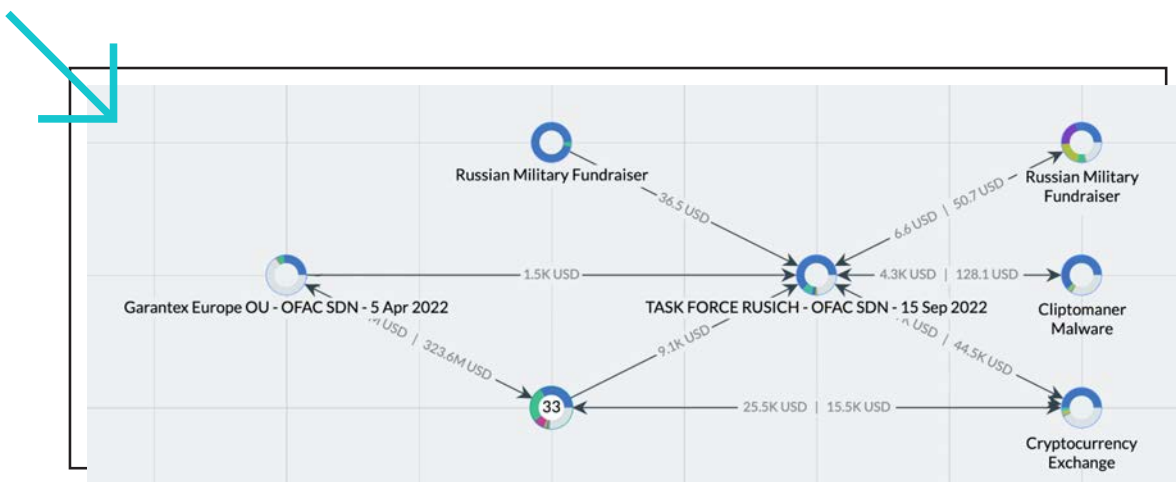 Russian Military Fundraiser
Russian Military
Fundraiser
36.5 USD
6.6 USD | 50.7 USD
1.5K USD
4.3K USD | 128.1 USD
Garantex Europe OU - OFAC SDN - 5 Apr 2022
TASK FORCE RUSICH - OFAC SDN - 15 Sep 2022
Cliptomaner
Malware
USD | 323.6M USD
9.1K USD
USD | 44.5K USD
33
25.5K USD | 15.5K USD
Cryptocurrency
Exchange